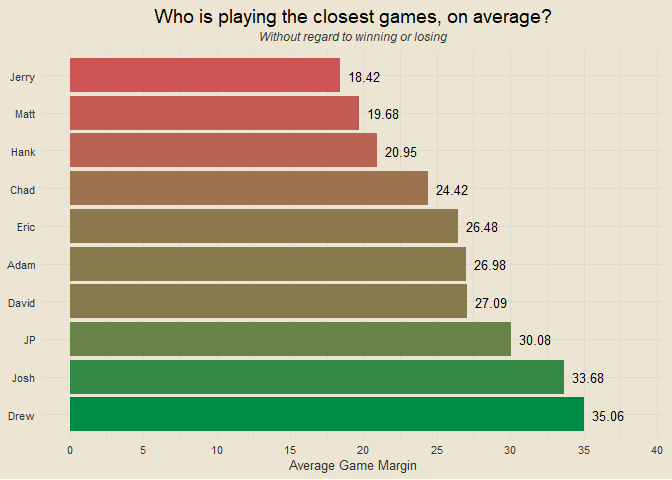 Who is playing the closest games, on average?
Without regard to winning or losing
Jerry 18.42
Matt 19.68
Hank 20.95
Chad 24.42
Eric 26.48
Adam 26.98
David 27.09
JP 30.08
Josh 33.68
Drew 35.06
0 5 10 15 20 25 30 35 40
Average Game Margin